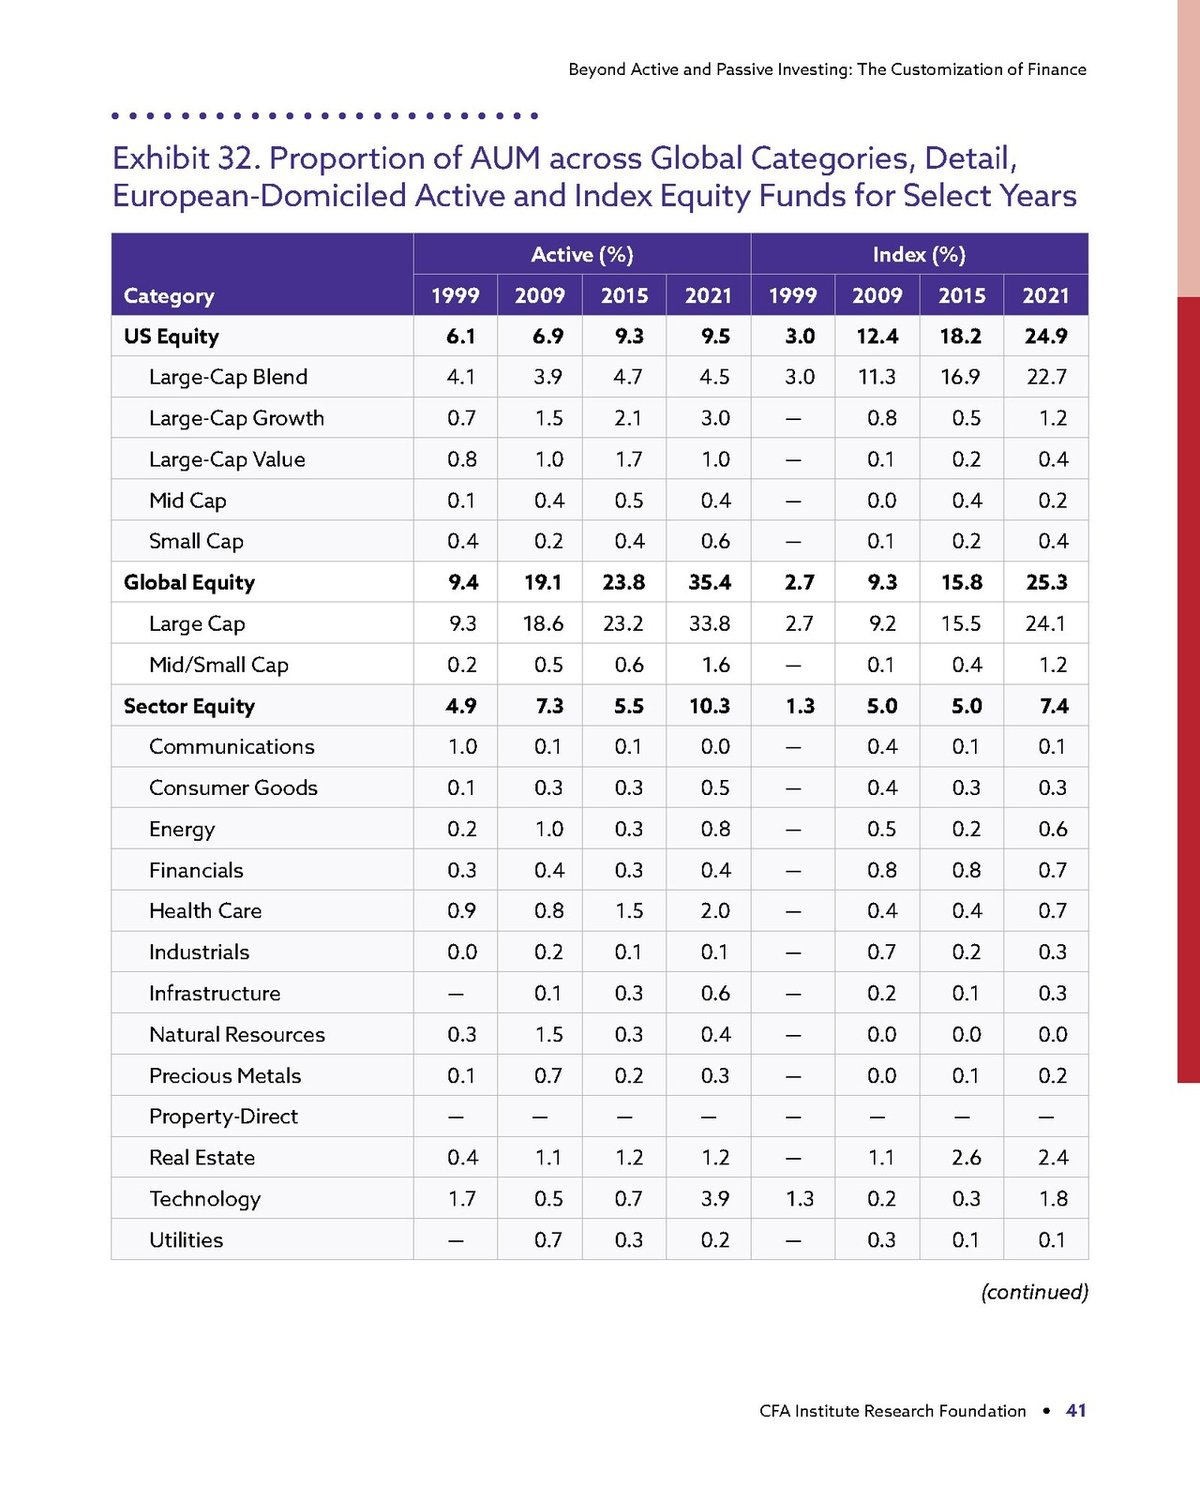 Beyond Active and Passive Investing: The Customization of Finance
Exhibit 32. Proportion of AUM across Global Categories, Detail,
European-Domiciled Active and Index Equity Funds for Select Years
Active (%) Index (%)
Category 1999 2009 2015 2021 1999 2009 2015 2021
US Equity 6.1 6.9 9.3 9.5 3.0 12.4 18.2 24.9
Large-Cap Blend 4.1 3.9 4.7 4.5 3.0 11.3 16.9 22.7
Large-Cap Growth 0.7 1.5 2.1 3.0 — 0.8 0.5 1.2
Large-Cap Value 0.8 1.0 1.7 1.0 — 0.1 0.2 0.4
Mid Cap 0.1 0.4 0.5 0.4 — 0.0 0.4 0.2
Small Cap 0.4 0.2 0.4 0.6 — 0.1 0.2 0.4
Global Equity 9.4 19.1 23.8 35.4 2.7 9.3 15.8 25.3
Large Cap 9.3 18.6 23.2 33.8 2.7 9.2 15.5 24.1
Mid/Small Cap 0.2 0.5 0.6 1.6 — 0.1 0.4 1.2
Sector Equity 4.9 7.3 5.5 10.3 1.3 5.0 5.0 7.4
Communications 1.0 0.1 0.1 0.0 — 0.4 0.1 0.1
Consumer Goods 0.1 0.3 0.3 0.5 — 0.4 0.3 0.3
Energy 0.2 1.0 0.3 0.8 — 0.5 0.2 0.6
Financials 0.3 0.4 0.3 0.4 — 0.8 0.8 0.7
Health Care 0.9 0.8 1.5 2.0 — 0.4 0.4 0.7
Industrials 0.0 0.2 0.1 0.1 — 0.7 0.2 0.3
Infrastructure — 0.1 0.3 0.6 — 0.2 0.1 0.3
Natural Resources 0.3 1.5 0.3 0.4 — 0.0 0.0 0.0
Precious Metals 0.1 0.7 0.2 0.3 — 0.0 0.1 0.2
Property-Direct — — — — — — — —
Real Estate 0.4 1.1 1.2 1.2 — 1.1 2.6 2.4
Technology 1.7 0.5 0.7 3.9 1.3 0.2 0.3 1.8
Utilities — 0.7 0.3 0.2 — 0.3 0.1 0.1
(continued)
CFA Institute Research Foundation • 41